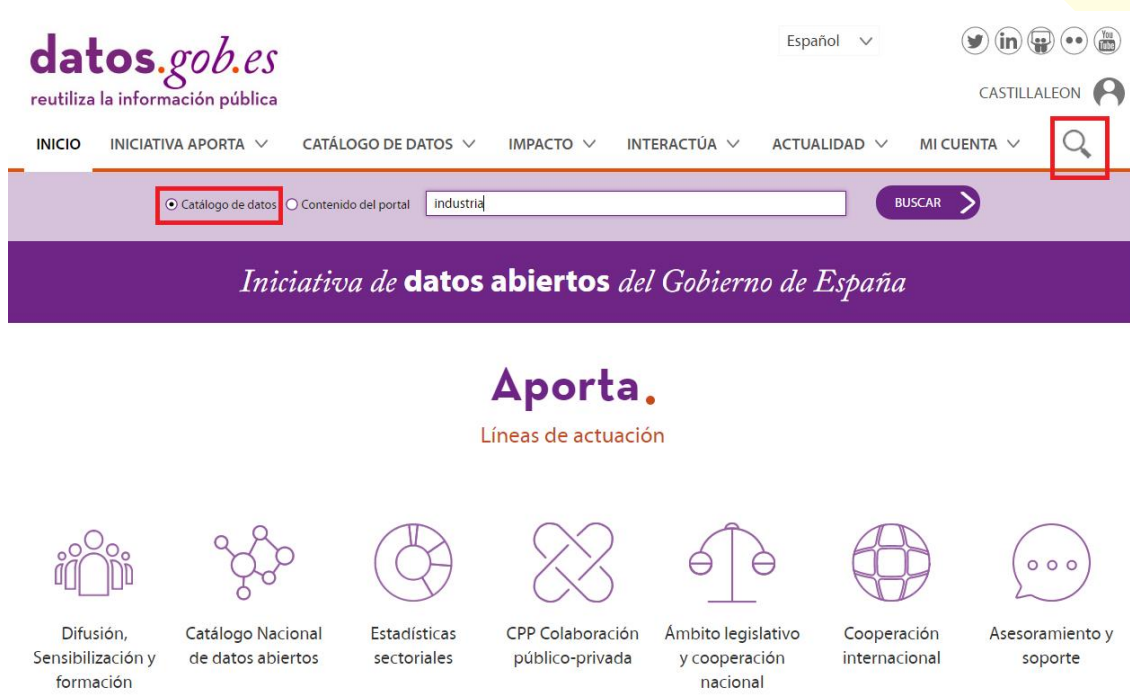 datos.gob.es
reutiliza la información pública
Español
You
Tube
CASTILLALEON
INICIO INICIATIVA APORTA CATÁLOGO DE DATOS IMPACTO INTERACTÚA ACTUALIDAD MI CUENTA
Catálogo de datos Contenido del portal industria BUSCAR
Iniciativa de datos abiertos del Gobierno de España
Aporta.
Líneas de actuación
Difusión,
Sensibilización y
formación
Catálogo Nacional
de datos abiertos
Estadísticas
sectoriales
CPP Colaboración
público-privada
Ámbito legislativo
y cooperación
nacional
Cooperación
internacional
Asesoramiento y
soporte